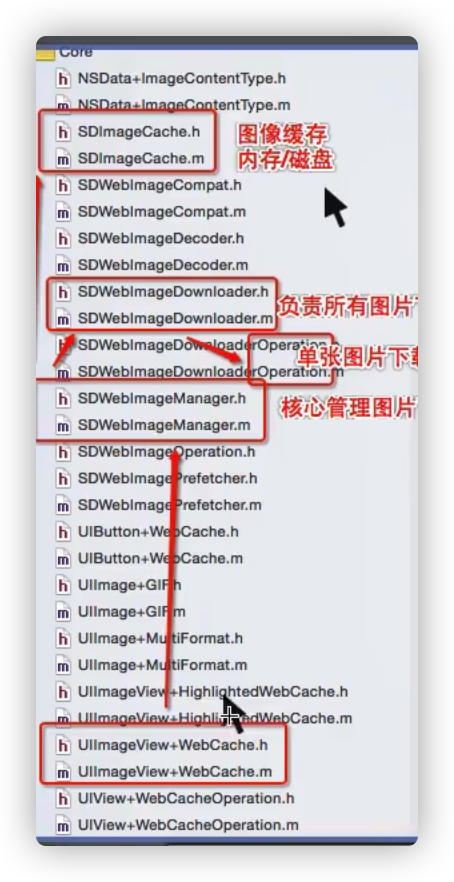 Core
h NSData+ImageContentType.h
m NSData+ImageContentType.m
h SDImageCache.h
图像缓存
m SDImageCache.m
内存/磁盘
h SDWebImageCompat.h
m SDWebImageCompat.m
h SDWebImageDecoder.h
m SDWebImageDecoder.m
h SDWebImageDownloader.h
负责所有图片
m SDWebImageDownloader.m
h SDWebImageDownloaderOperation.h
单张图片下载
m SDWebImageDownloaderOperation.m
h SDWebImageManager.h
核心管理图片
m SDWebImageManager.m
h SDWebImageOperation.h
h SDWebImagePrefetcher.h
m SDWebImagePrefetcher.m
h UIButton+WebCache.h
m UIButton+WebCache.m
h UIImage+GIF.h
m UIImage+GIF.m
h UIImage+MultiFormat.h
m UIImage+MultiFormat.m
h UIImageView+HighlightedWebCache.h
m UIImageView+HighlightedWebCache.m
h UIImageView+WebCache.h
m UIImageView+WebCache.m
h UIView+WebCacheOperation.h
m UIView+WebCacheOperation.m